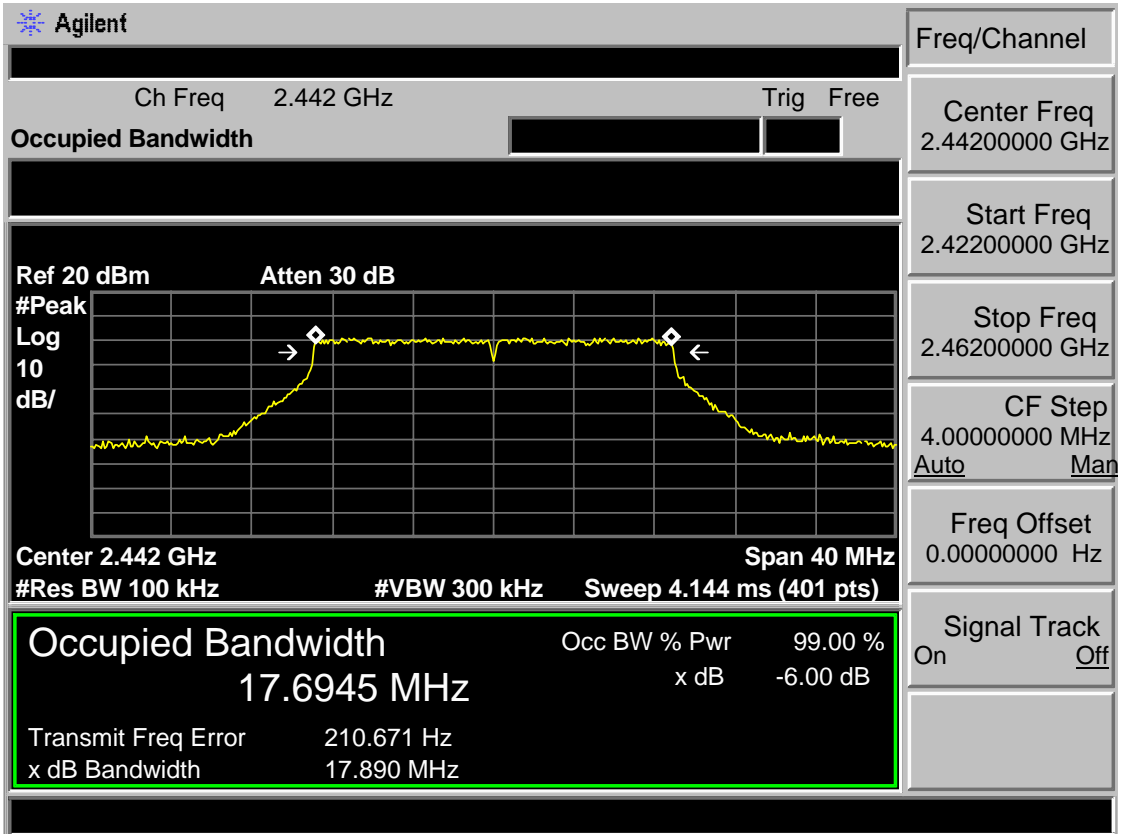 Agilent
Freq/Channel
Ch Freq 2.442 GHz Trig Free
Occupied Bandwidth
Center Freq
2.44200000 GHz
Start Freq
2.42200000 GHz
Stop Freq
2.46200000 GHz
CF Step
4.00000000 MHz
Auto Man
Freq Offset
0.00000000 Hz
Signal Track
On Off
Ref 20 dBm Atten 30 dB
#Peak
Log
10
dB/
Center 2.442 GHz Span 40 MHz
#Res BW 100 kHz #VBW 300 kHz Sweep 4.144 ms (401 pts)
Occupied Bandwidth Occ BW % Pwr 99.00 %
17.6945 MHz x dB -6.00 dB
Transmit Freq Error 210.671 Hz
x dB Bandwidth 17.890 MHz